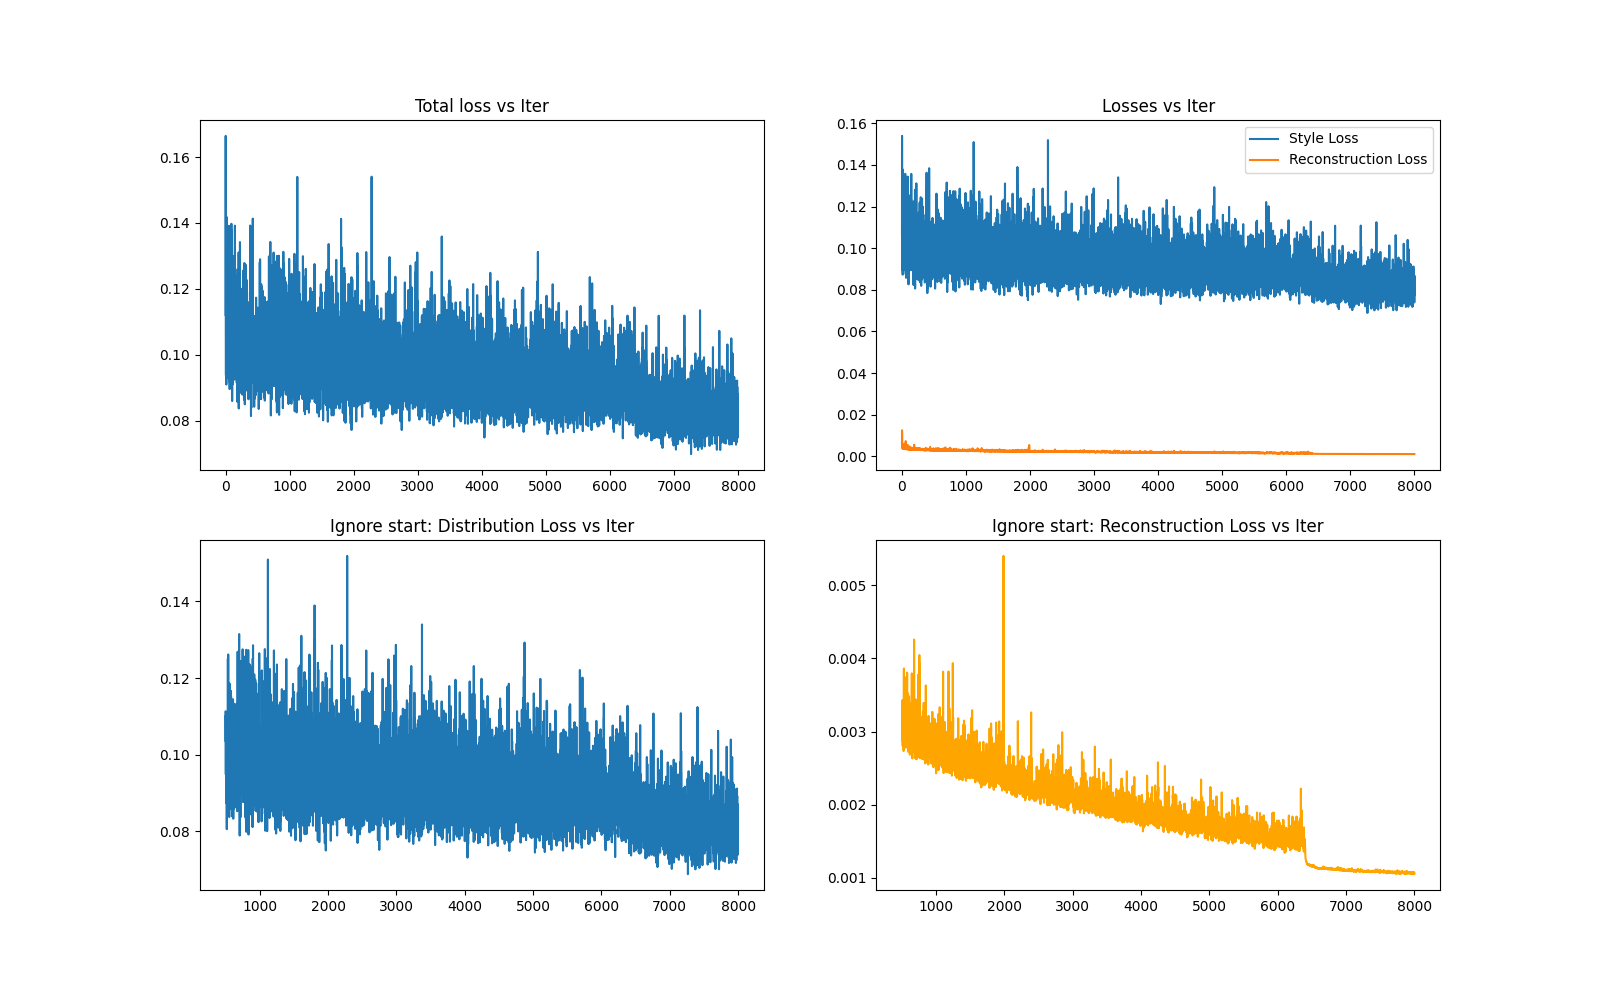 Total loss vs Iter
0.16
0.14
0.12
0.10
0.08
0 1000 2000 3000 4000 5000 6000 7000 8000
Losses vs Iter
Style Loss
Reconstruction Loss
0.16
0.14
0.12
0.10
0.08
0.06
0.04
0.02
0.00
0 1000 2000 3000 4000 5000 6000 7000 8000
Ignore start: Distribution Loss vs Iter
0.14
0.12
0.10
0.08
1000 2000 3000 4000 5000 6000 7000 8000
Ignore start: Reconstruction Loss vs Iter
0.005
0.004
0.003
0.002
0.001
1000 2000 3000 4000 5000 6000 7000 8000